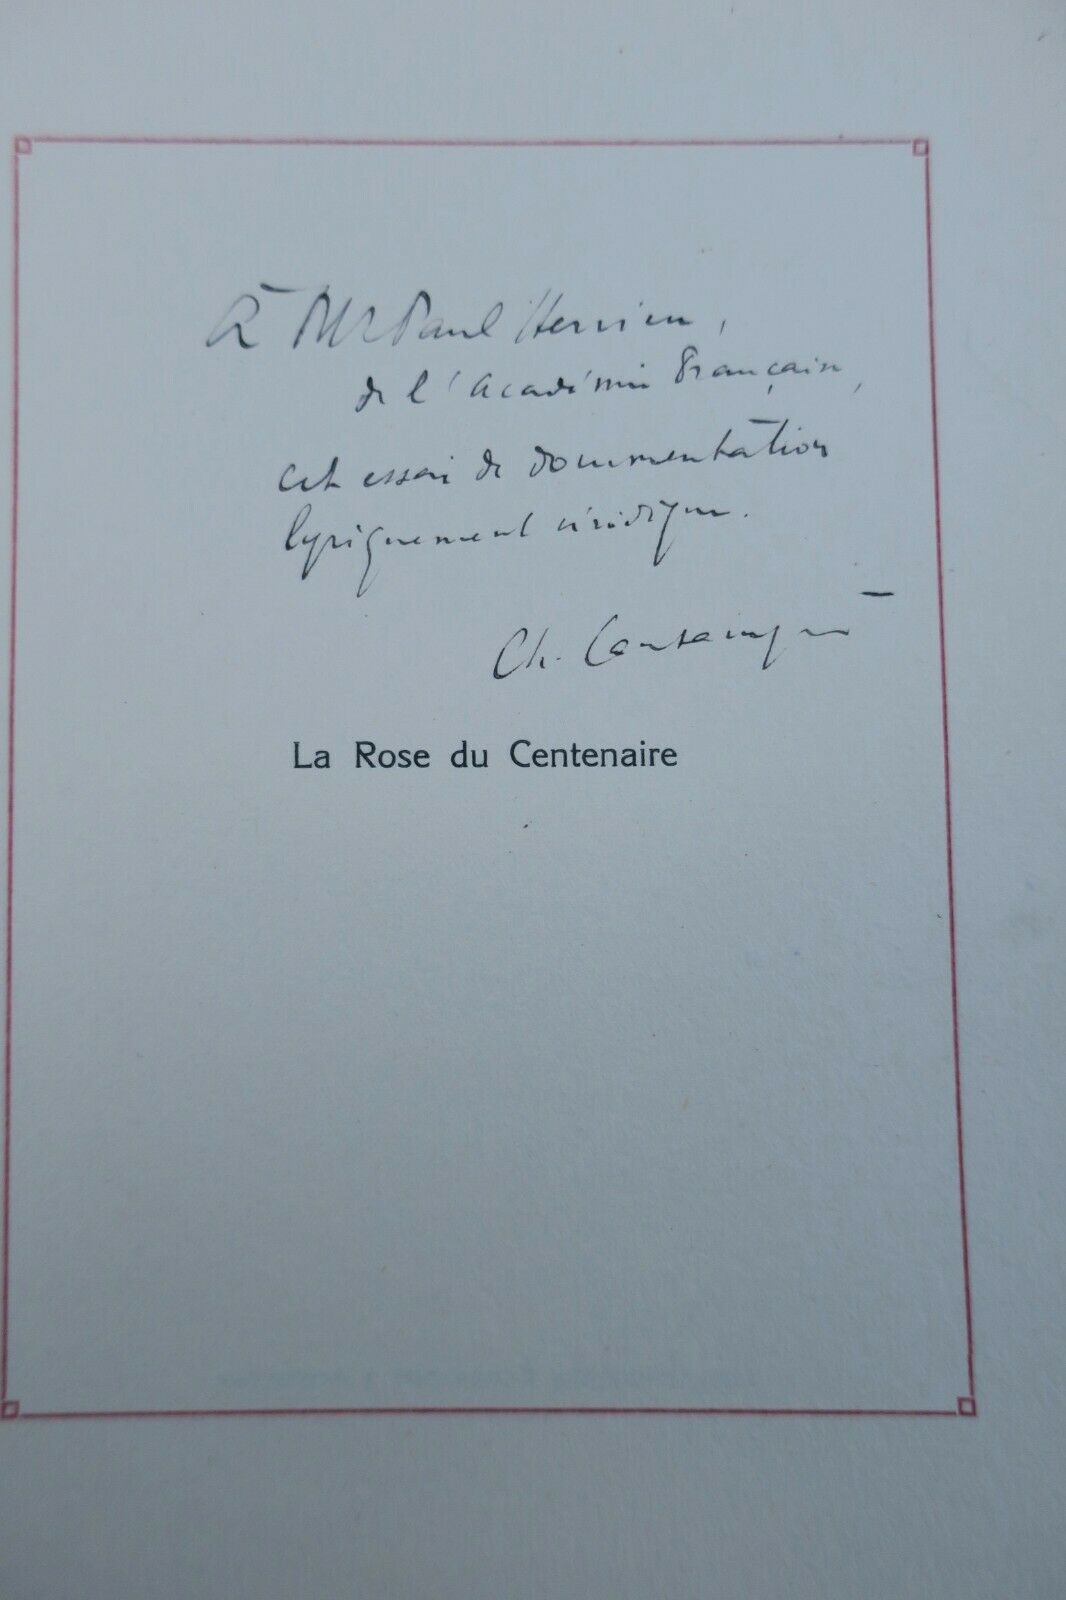 À Mr Paul Hervieu,
de l'Académie Française,
cet essai de documentation
lyriquement véridique.
Ch.
La Rose du Centenaire